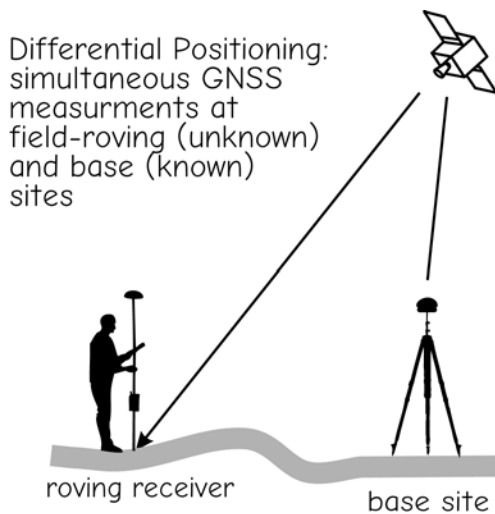 Differential Positioning:
simultaneous GNSS
measurments at
field-roving (unknown)
and base (known)
sites
roving receiver
base site